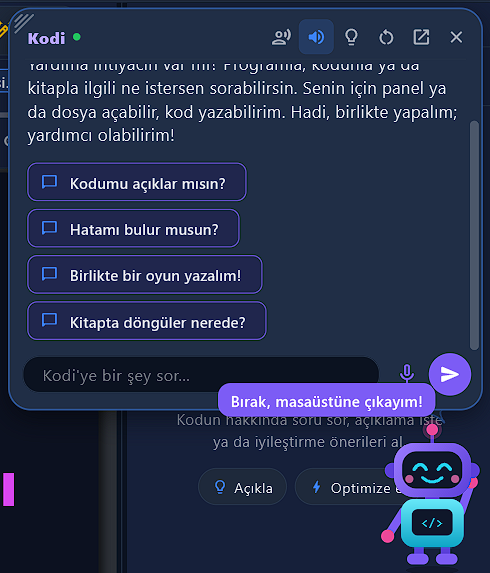 Kodi
Yardıma ihtiyacın var mı? Programla, kodunla ya da
kitapla ilgili ne istersen sorabilirsin. Senin için panel ya
da dosya açabilir, kod yazabilirim. Hadi, birlikte yapalım;
yardımcı olabilirim!
Kodumu açıklar mısın?
Hatamı bulur musun?
Birlikte bir oyun yazalım!
Kitapta döngüler nerede?
Kodi'ye bir şey sor...
Bırak, masaüstüne çıkayım!
Kodun hakkında soru sor, açıklama iste
ya da iyileştirme önerileri al
Açıkla
Optimize
</>